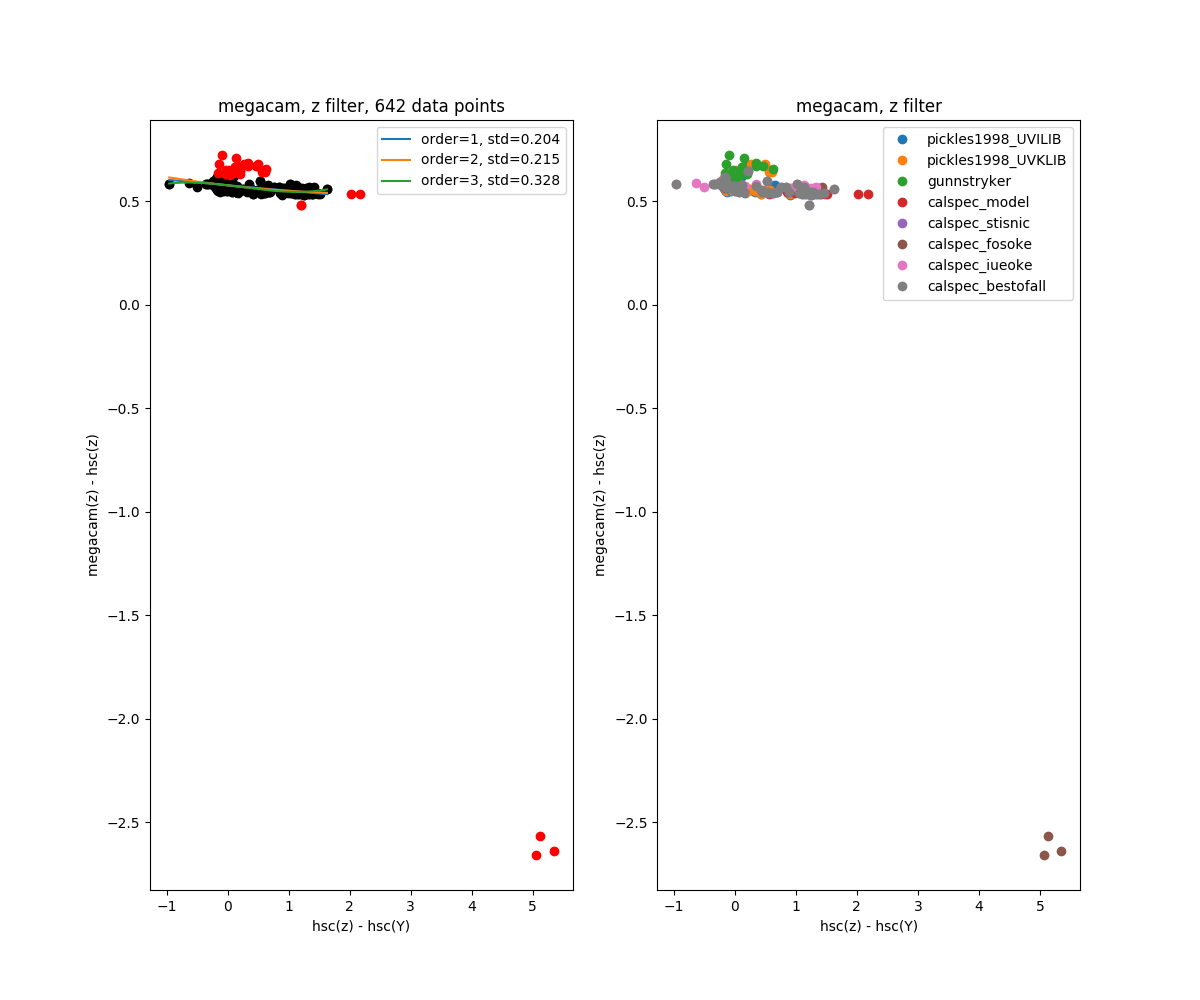 megacam, z filter, 642 data points
order=1, std=0.204
order=2, std=0.215
order=3, std=0.328
0.5
0.0
−0.5
−1.0
−1.5
−2.0
−2.5
megacam(z) - hsc(z)
−1 0 1 2 3 4 5
hsc(z) - hsc(Y)
megacam, z filter
pickles1998_UVILIB
pickles1998_UVKLIB
gunnstryker
calspec_model
calspec_stisnic
calspec_fosoke
calspec_iueoke
calspec_bestofall
0.5
0.0
−0.5
−1.0
−1.5
−2.0
−2.5
megacam(z) - hsc(z)
−1 0 1 2 3 4 5
hsc(z) - hsc(Y)